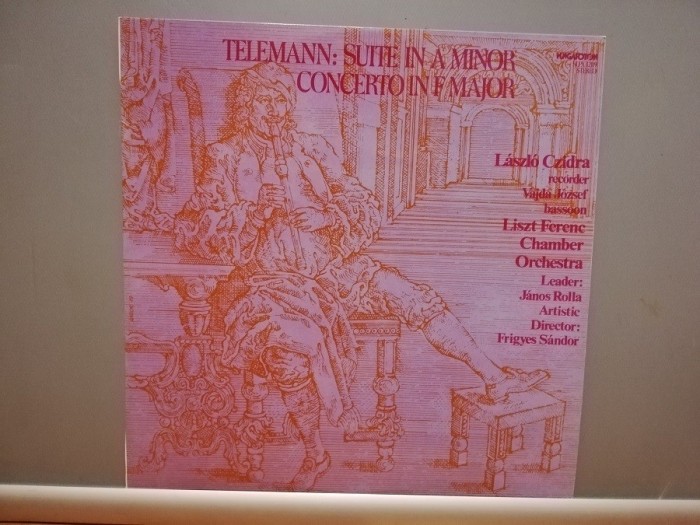 TELEMANN: SUITE IN A MINOR
CONCERTO IN F MAJOR
HUNGAROTON
STEREO
László Czidra
recorder
Vajda József
bassoon
Liszt Ferenc
Chamber
Orchestra
Leader:
János Rolla
Artistic
Director:
Frigyes Sándor